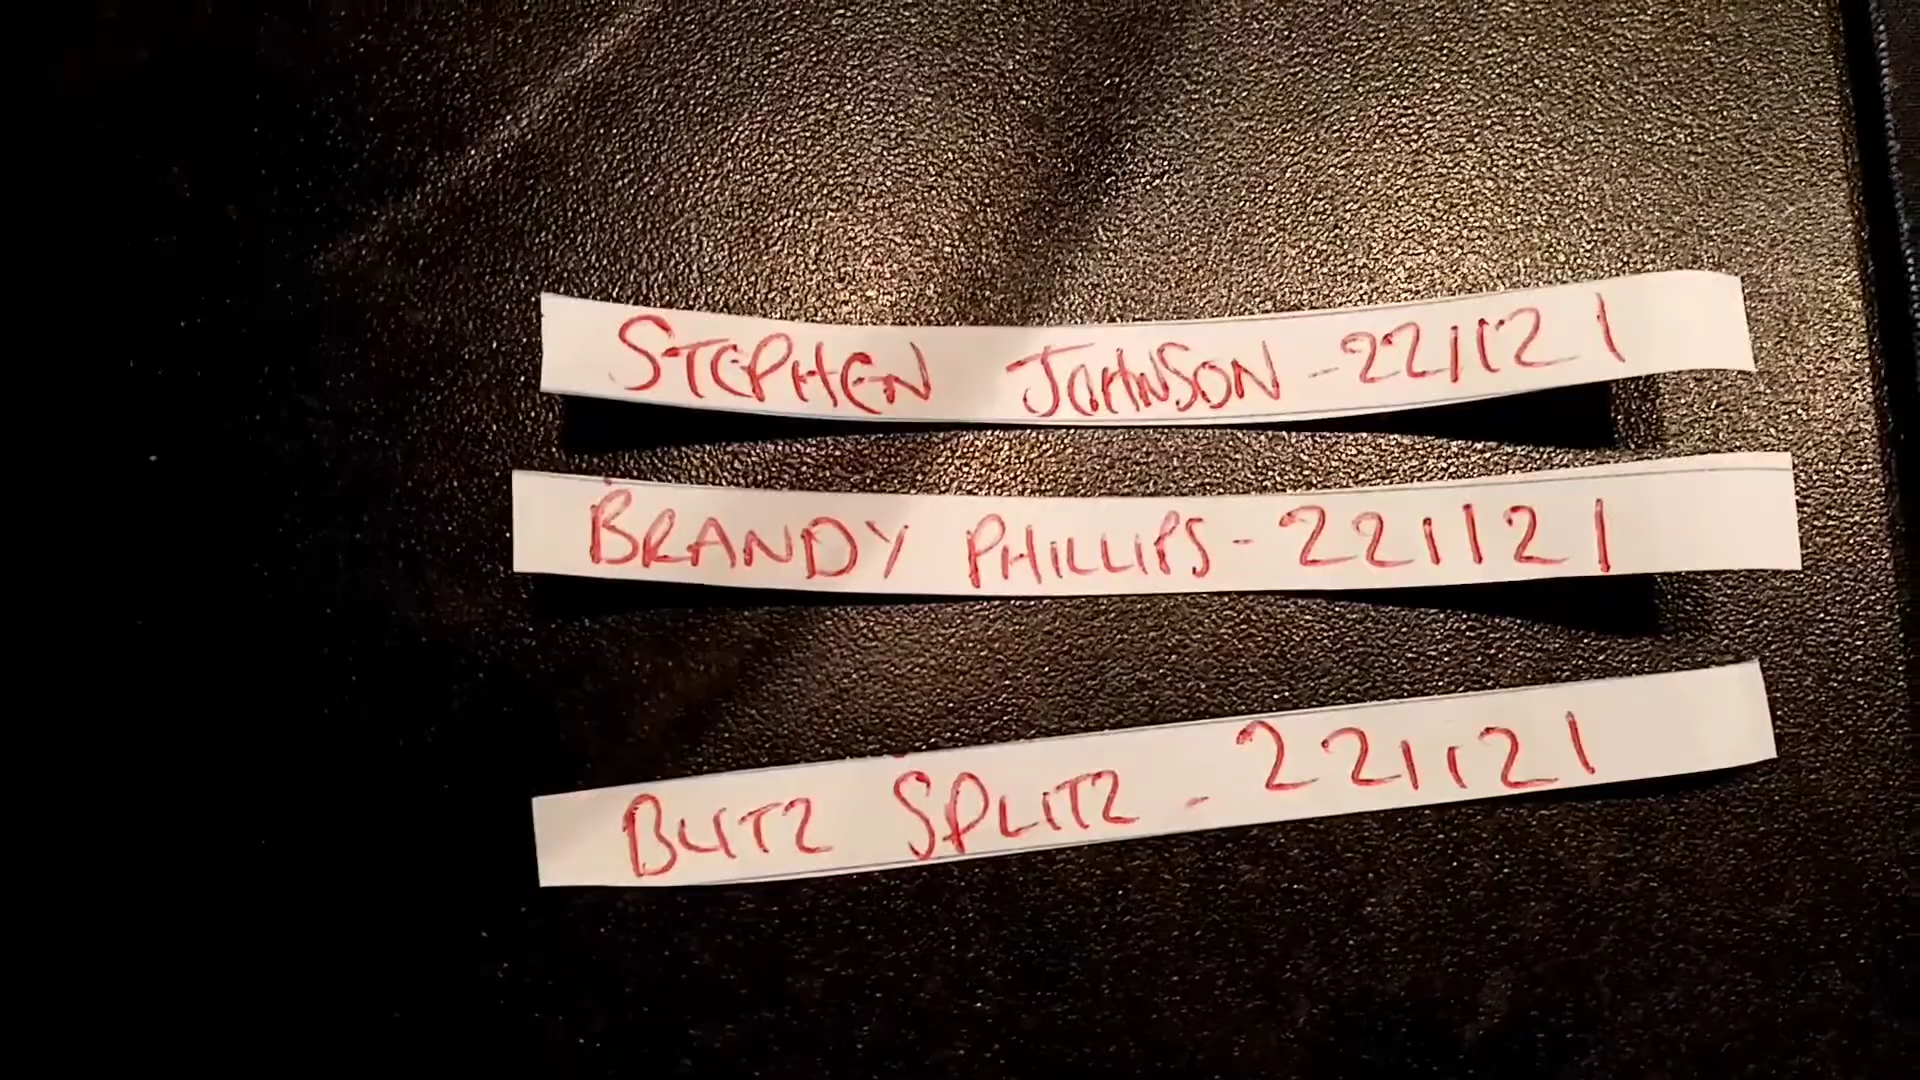 STEPHEN JOHNSON - 221121
BRANDY PHILLIPS - 221121
BLITZ SPLITZ - 221121